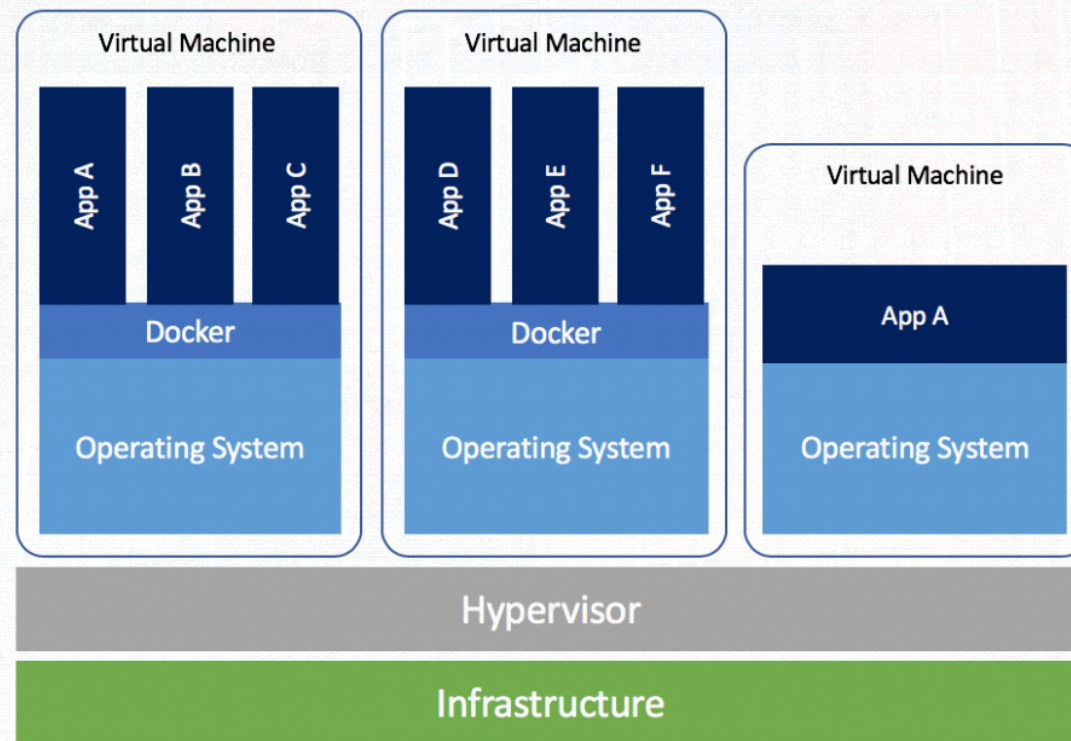 Virtual Machine
App A
App B
App C
Docker
Operating System
Virtual Machine
App D
App E
App F
Docker
Operating System
Virtual Machine
App A
Operating System
Hypervisor
Infrastructure